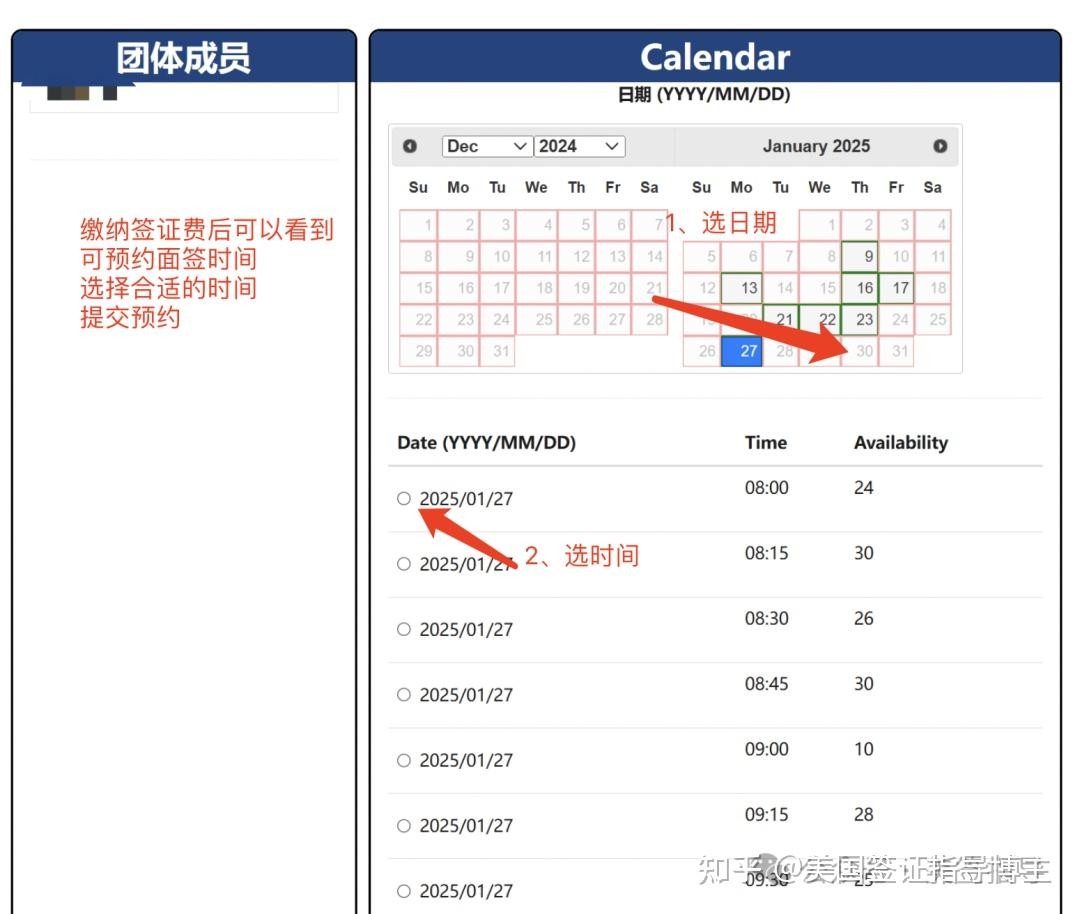 团体成员
缴纳签证费后可以看到
可预约面签时间
选择合适的时间
提交预约
Calendar
日期 (YYYY/MM/DD)
Dec 2024
January 2025
Su Mo Tu We Th Fr Sa
1 2 3 4 5 6 7
8 9 10 11 12 13 14
15 16 17 18 19 20 21
22 23 24 25 26 27 28
29 30 31
Su Mo Tu We Th Fr Sa
1 2 3 4
5 6 7 8 9 10 11
12 13 14 15 16 17 18
19 21 22 23 24 25
26 27 28 30 31
1、选日期
Date (YYYY/MM/DD) Time Availability
2025/01/27 08:00 24
2025/01/27 08:15 30
2、选时间
2025/01/27 08:30 26
2025/01/27 08:45 30
2025/01/27 09:00 10
2025/01/27 09:15 28
2025/01/27 09:30 25
知乎 @美国签证指导博主